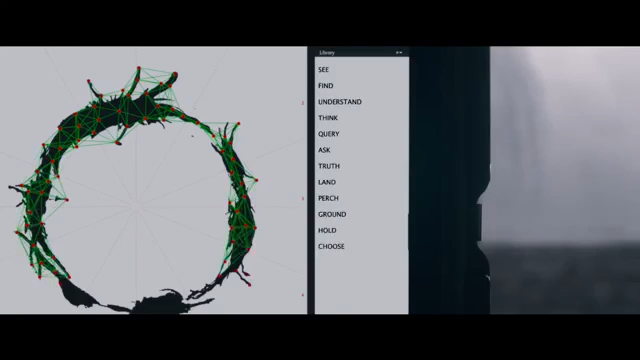 Library
SEE
FIND
UNDERSTAND
THINK
QUERY
ASK
TRUTH
LAND
PERCH
GROUND
HOLD
CHOOSE